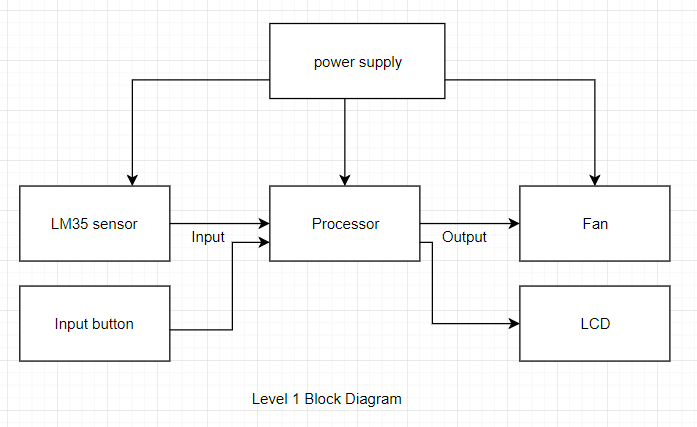 power supply
LM35 sensor
Processor
Fan
Input
Output
Input button
LCD
Level 1 Block Diagram